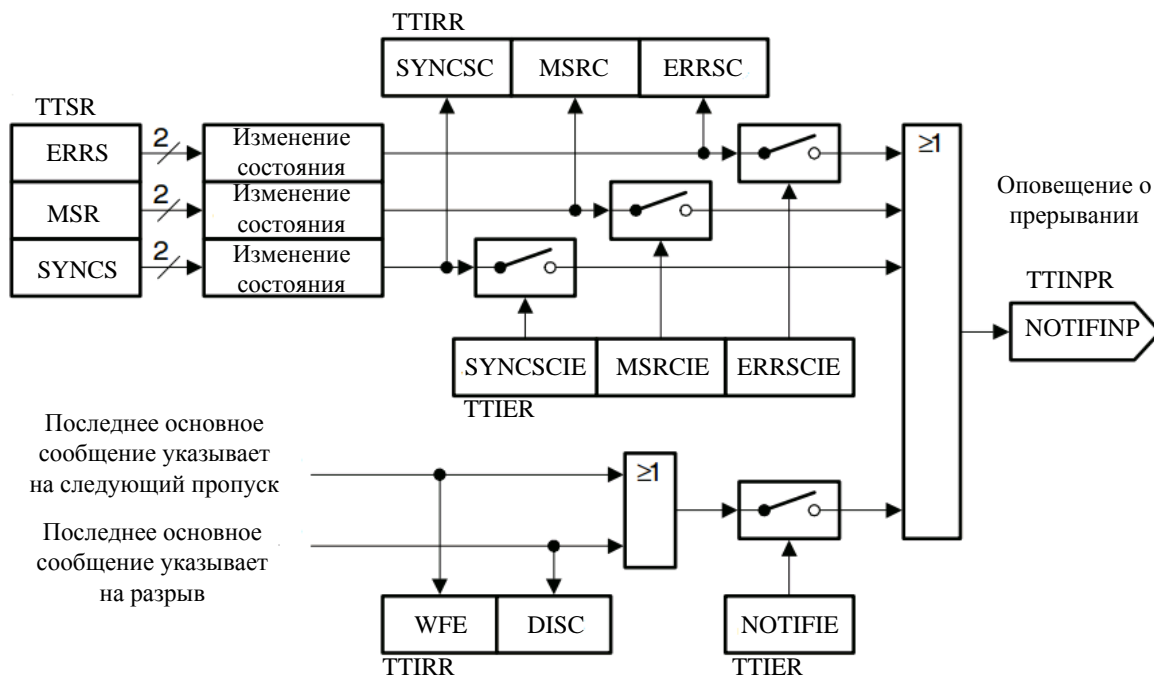 TTIRR
SYNCSC MSRC ERRSC
TTSR
ERRS
2
Изменение
состояния
MSR
2
Изменение
состояния
SYNCS
2
Изменение
состояния
≥1
Оповещение о
прерывании
TTINPR
NOTIFINP
SYNCSCIE MSRCIE ERRSCIE
TTIER
Последнее основное
сообщение указывает
на следующий пропуск
Последнее основное
сообщение указывает
на разрыв
≥1
WFE DISC
TTIRR
NOTIFIE
TTIER